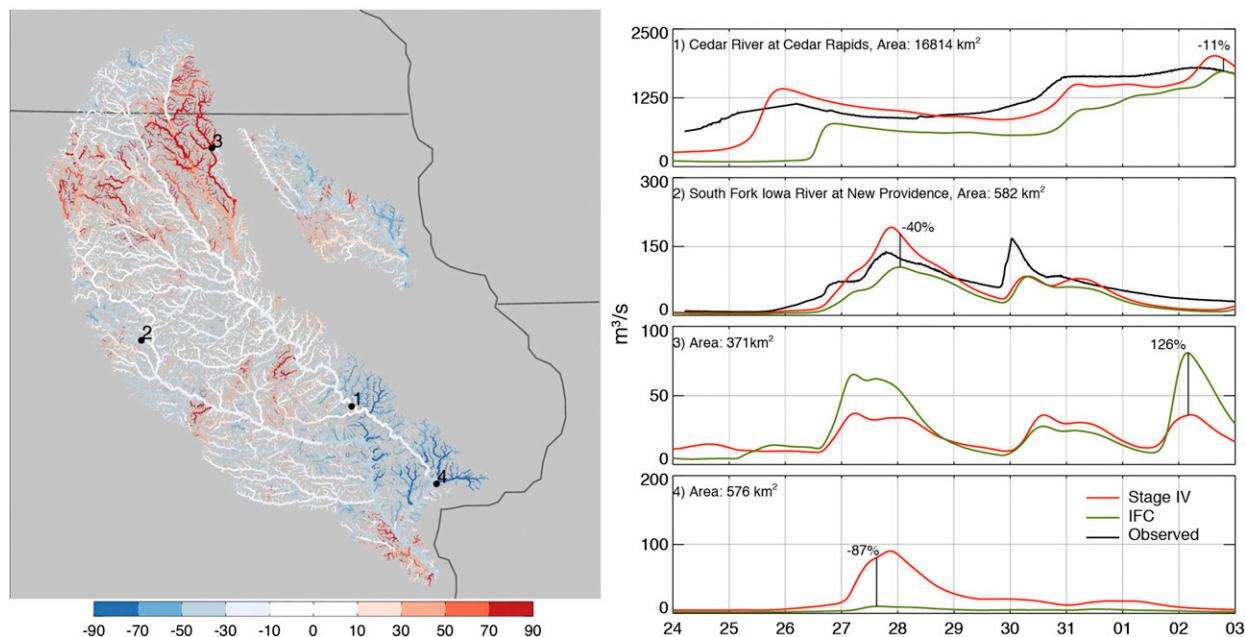 3
2
1
4
-90 -70 -50 -30 -10 0 10 30 50 70 90
m³/s
2500
1250
0
1) Cedar River at Cedar Rapids, Area: 16814 km²
-11%
300
150
0
2) South Fork Iowa River at New Providence, Area: 582 km²
-40%
100
50
0
3) Area: 371km²
126%
200
100
0
4) Area: 576 km²
-87%
Stage IV
IFC
Observed
24 25 26 27 28 29 30 31 01 02 03